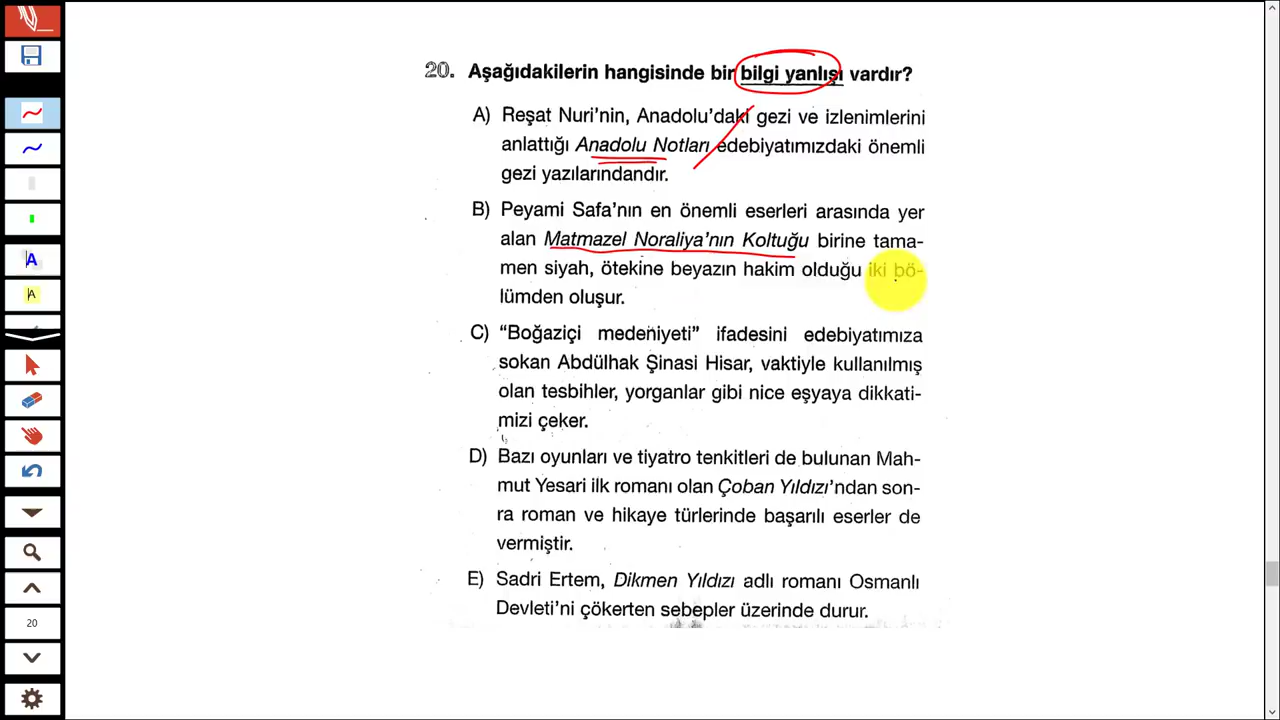 20. Aşağıdakilerin hangisinde bir bilgi yanlışı vardır?
A) Reşat Nuri’nin, Anadolu’daki gezi ve izlenimlerini
anlattığı Anadolu Notları edebiyatımızdaki önemli
gezi yazılarındandır.
B) Peyami Safa’nın en önemli eserleri arasında yer
alan Matmazel Noraliya’nın Koltuğu birine tama-
men siyah, ötekine beyazın hakim olduğu iki bö-
lümden oluşur.
C) “Boğaziçi medeniyeti” ifadesini edebiyatımıza
sokan Abdülhak Şinasi Hisar, vaktiyle kullanılmış
olan tesbihler, yorganlar gibi nice eşyaya dikkati-
mizi çeker.
D) Bazı oyunları ve tiyatro tenkitleri de bulunan Mah-
mut Yesari ilk romanı olan Çoban Yıldızı’ndan son-
ra roman ve hikaye türlerinde başarılı eserler de
vermiştir.
E) Sadri Ertem, Dikmen Yıldızı adlı romanı Osmanlı
Devleti’ni çökerten sebepler üzerinde durur.
A
A
20